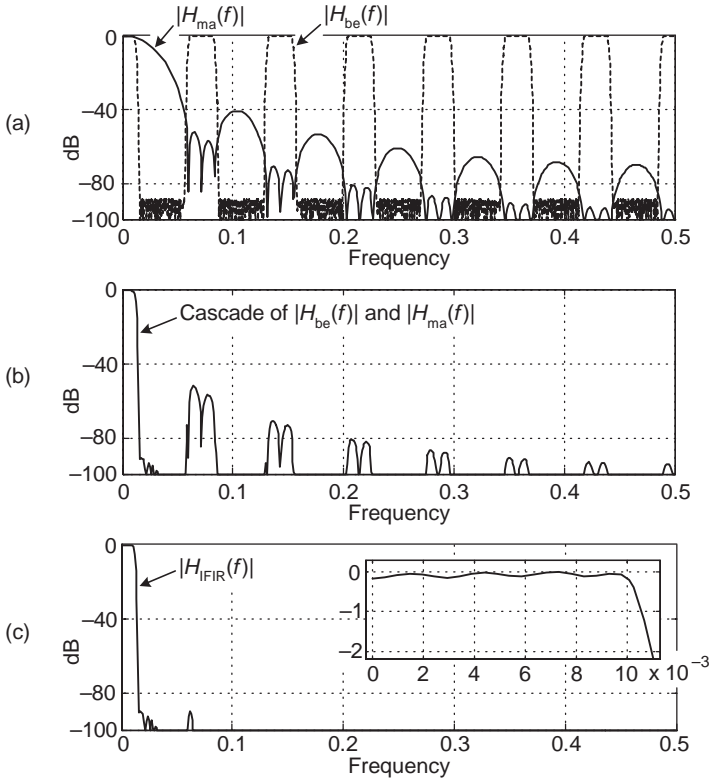 |H_ma(f)| |H_be(f)|
(a)
dB
0
–40
–80
–100
0 0.1 0.2 0.3 0.4 0.5
Frequency
(b)
dB
0
–40
–80
–100
Cascade of |H_be(f)| and |H_ma(f)|
0 0.1 0.2 0.3 0.4 0.5
Frequency
(c)
dB
0
–40
–80
–100
|H_IFIR(f)|
0
–1
–2
0 2 4 6 8 10 x 10 –3
0 0.1 0.2 0.3 0.4 0.5
Frequency